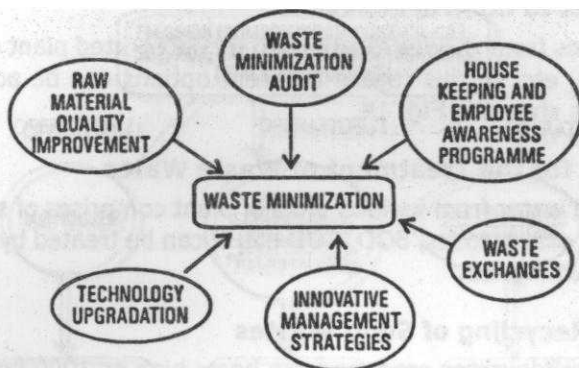 WASTE
MINIMIZATION
AUDIT
RAW
MATERIAL
QUALITY
IMPROVEMENT
HOUSE
KEEPING AND
EMPLOYEE
AWARENESS
PROGRAMME
WASTE MINIMIZATION
WASTE
EXCHANGES
TECHNOLOGY
UPGRADATION
INNOVATIVE
MANAGEMENT
STRATEGIES